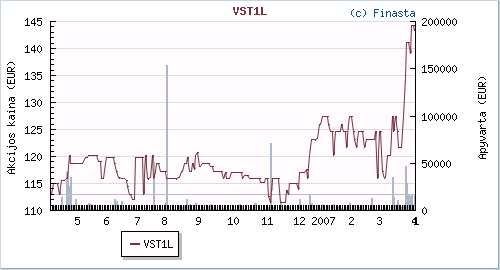 VST1L
(c) Finasta
145
140
135
130
125
120
115
110
Akcijos kaina (EUR)
200000
150000
100000
50000
0
Apyvarta (EUR)
5 6 7 8 9 10 11 12 2007 2 3 4
VST1L